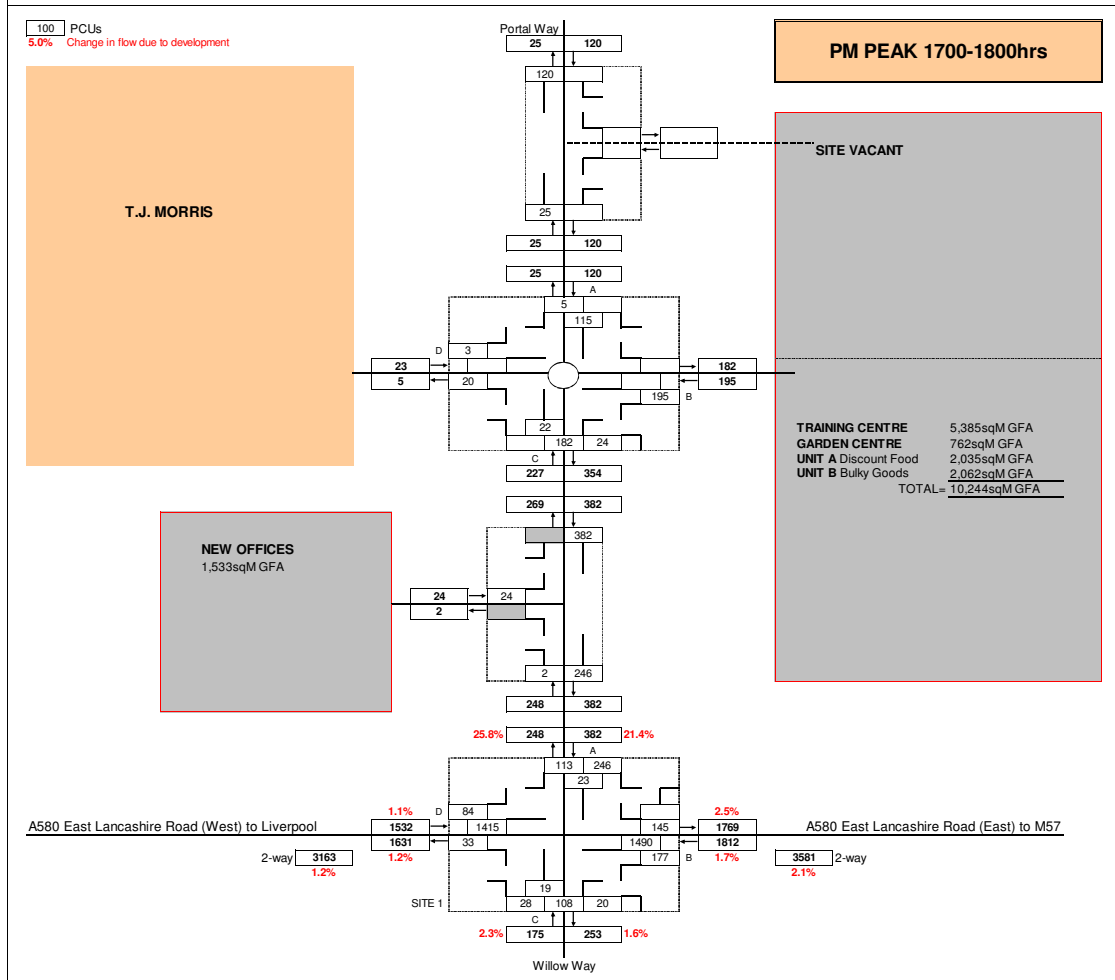 100 PCUs
5.0% Change in flow due to development
Portal Way
25 120
PM PEAK 1700-1800hrs
120
SITE VACANT
T.J. MORRIS
25
25 120
25 120
A
5
115
D 3
23 182
5 20 195
195 B
22
182 24
C
227 354
269 382
382
TRAINING CENTRE 5,385sqM GFA
GARDEN CENTRE 762sqM GFA
UNIT A Discount Food 2,035sqM GFA
UNIT B Bulky Goods 2,062sqM GFA
TOTAL= 10,244sqM GFA
NEW OFFICES
1,533sqM GFA
24 24
2
2 246
248 382
25.8% 248 382 21.4%
A
113 246
23
1.1% D 84 2.5%
A580 East Lancashire Road (West) to Liverpool 1532 1415 145 1769 A580 East Lancashire Road (East) to M57
1631 33 1490 1812
2-way 3163 1.2% 177 B 1.7% 3581 2-way
1.2% 2.1%
19
SITE 1 28 108 20
C
2.3% 175 253 1.6%
Willow Way